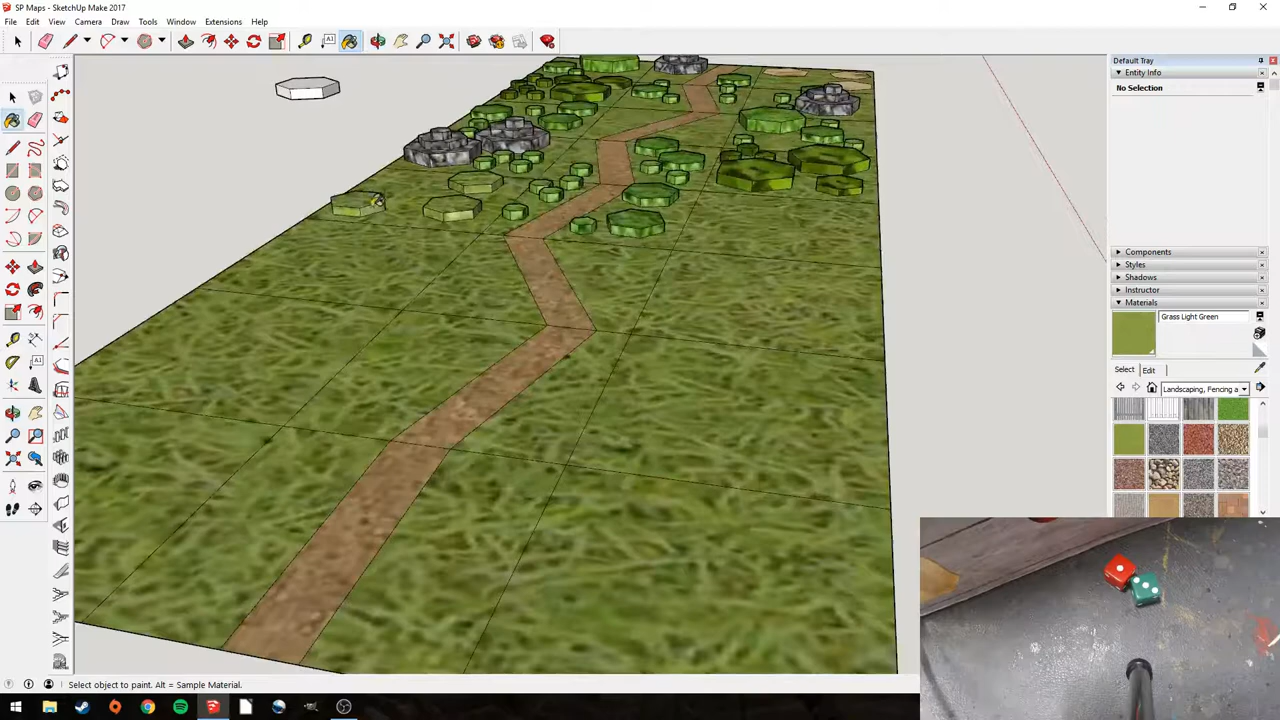 SP Maps - SketchUp Make 2017
File Edit View Camera Draw Tools Window Extensions Help
Default Tray
Entity Info
No Selection
Components
Styles
Shadows
Instructor
Materials
Grass Light Green
Select Edit
Landscaping, Fencing a
Select object to paint. Alt = Sample Material.